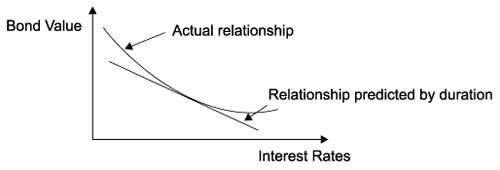 Bond Value
Actual relationship
Relationship predicted by duration
Interest Rates